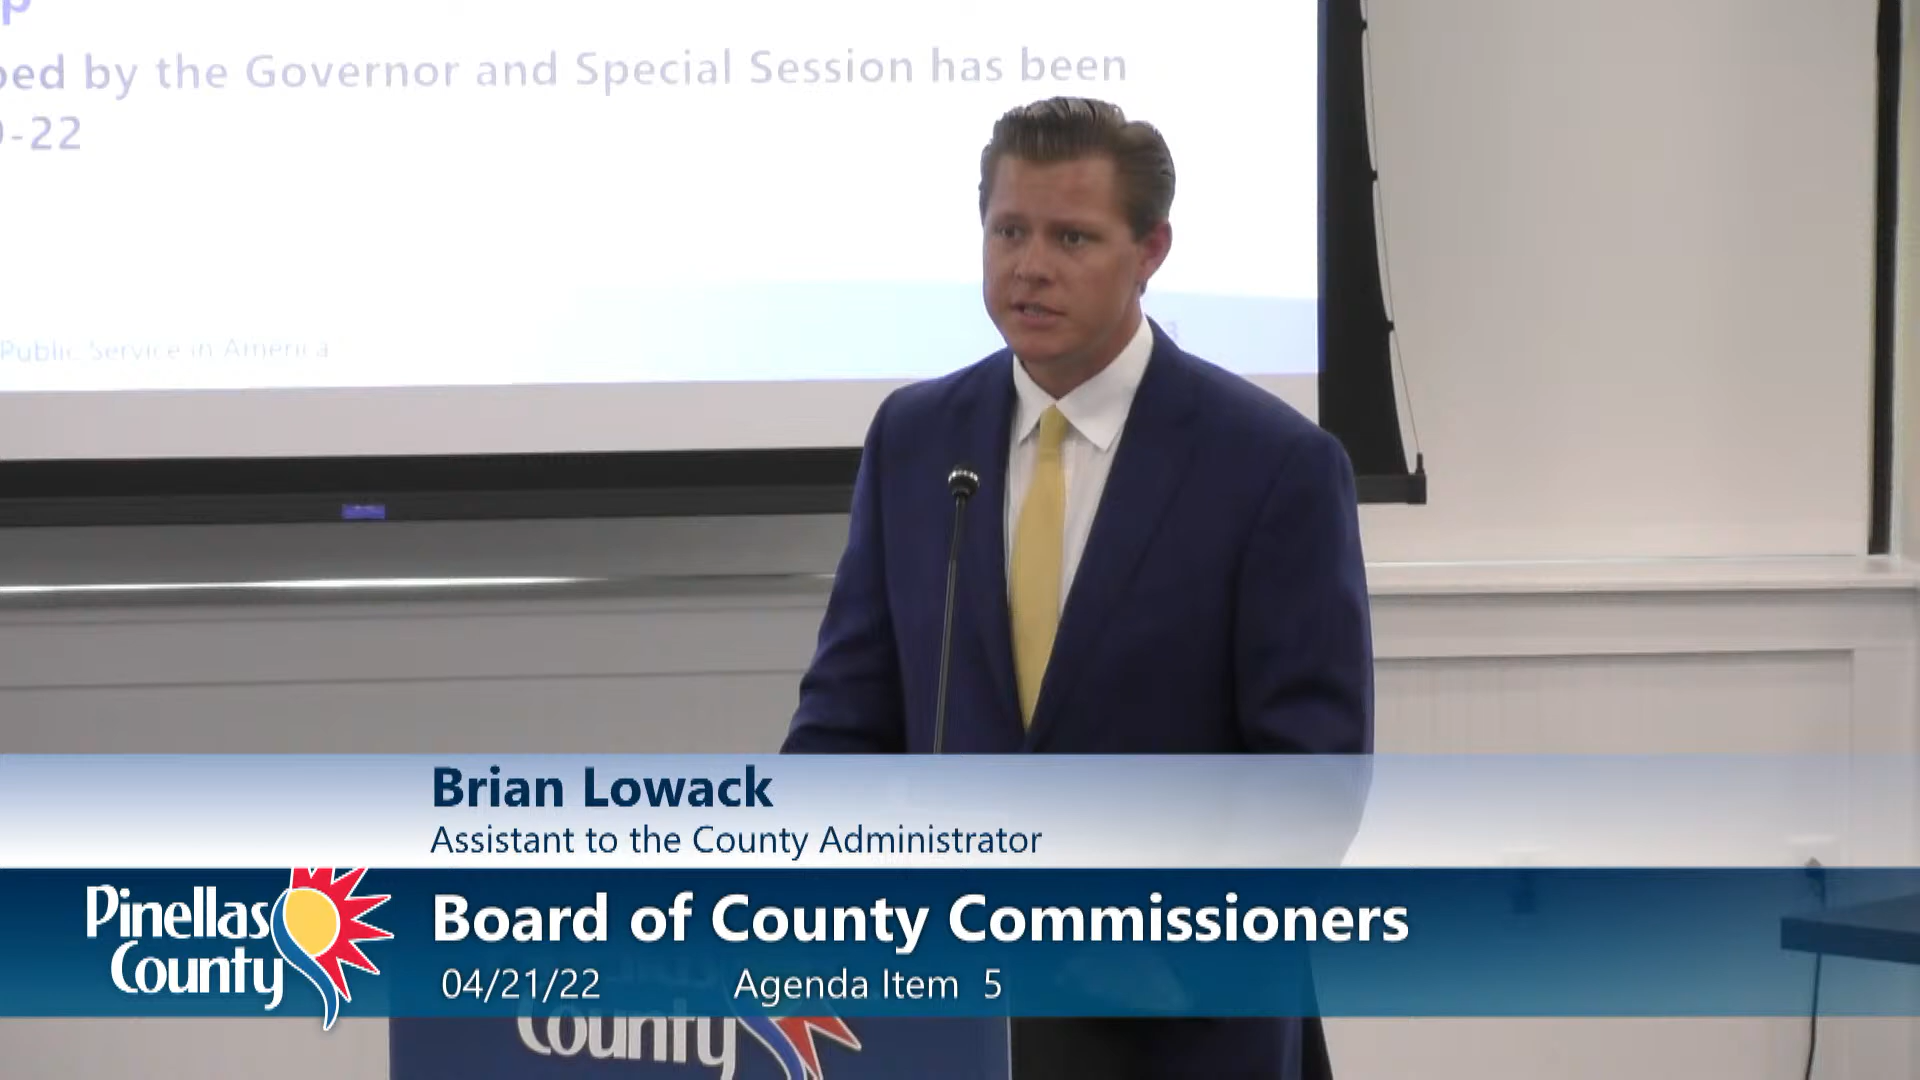 by the Governor and Special Session has been
-22
Public Service in America
3
Brian Lowack
Assistant to the County Administrator
Pinellas
County
Board of County Commissioners
04/21/22 Agenda Item 5
County